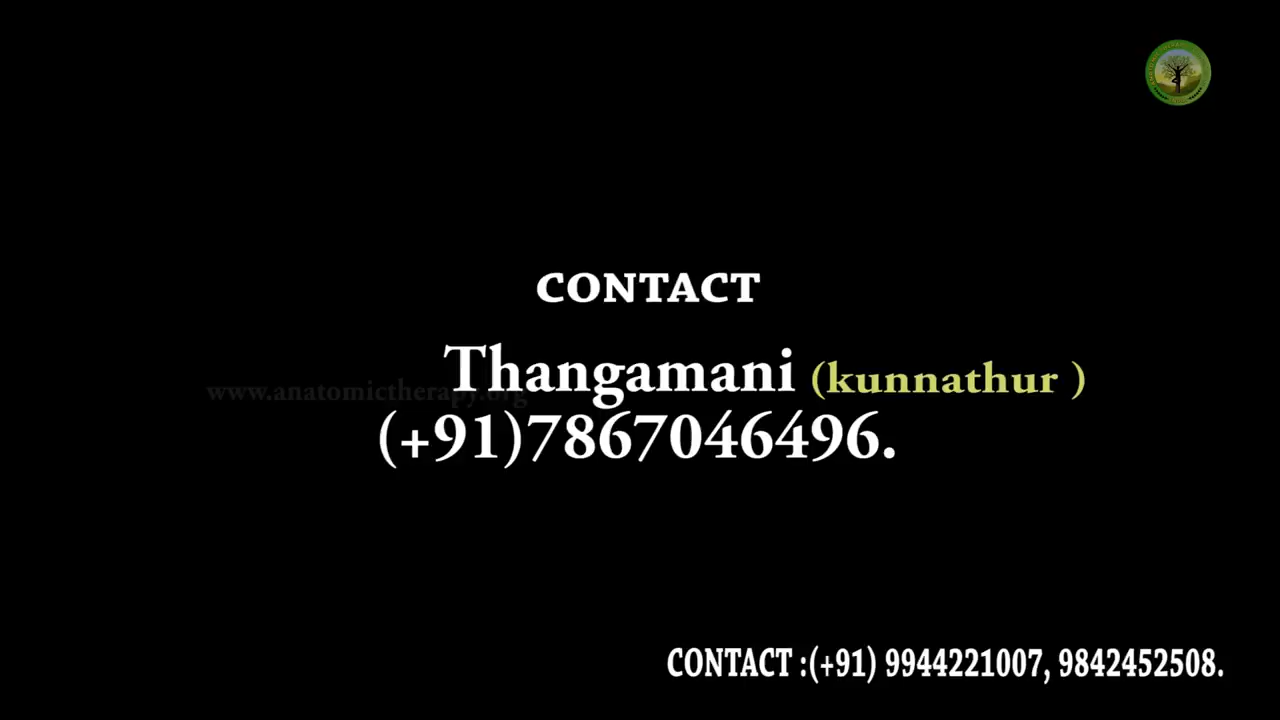 CONTACT
Thangamani (kunnathur )
www.anatomictherapy.org
(+91)7867046496.
CONTACT :(+91) 9944221007, 9842452508.